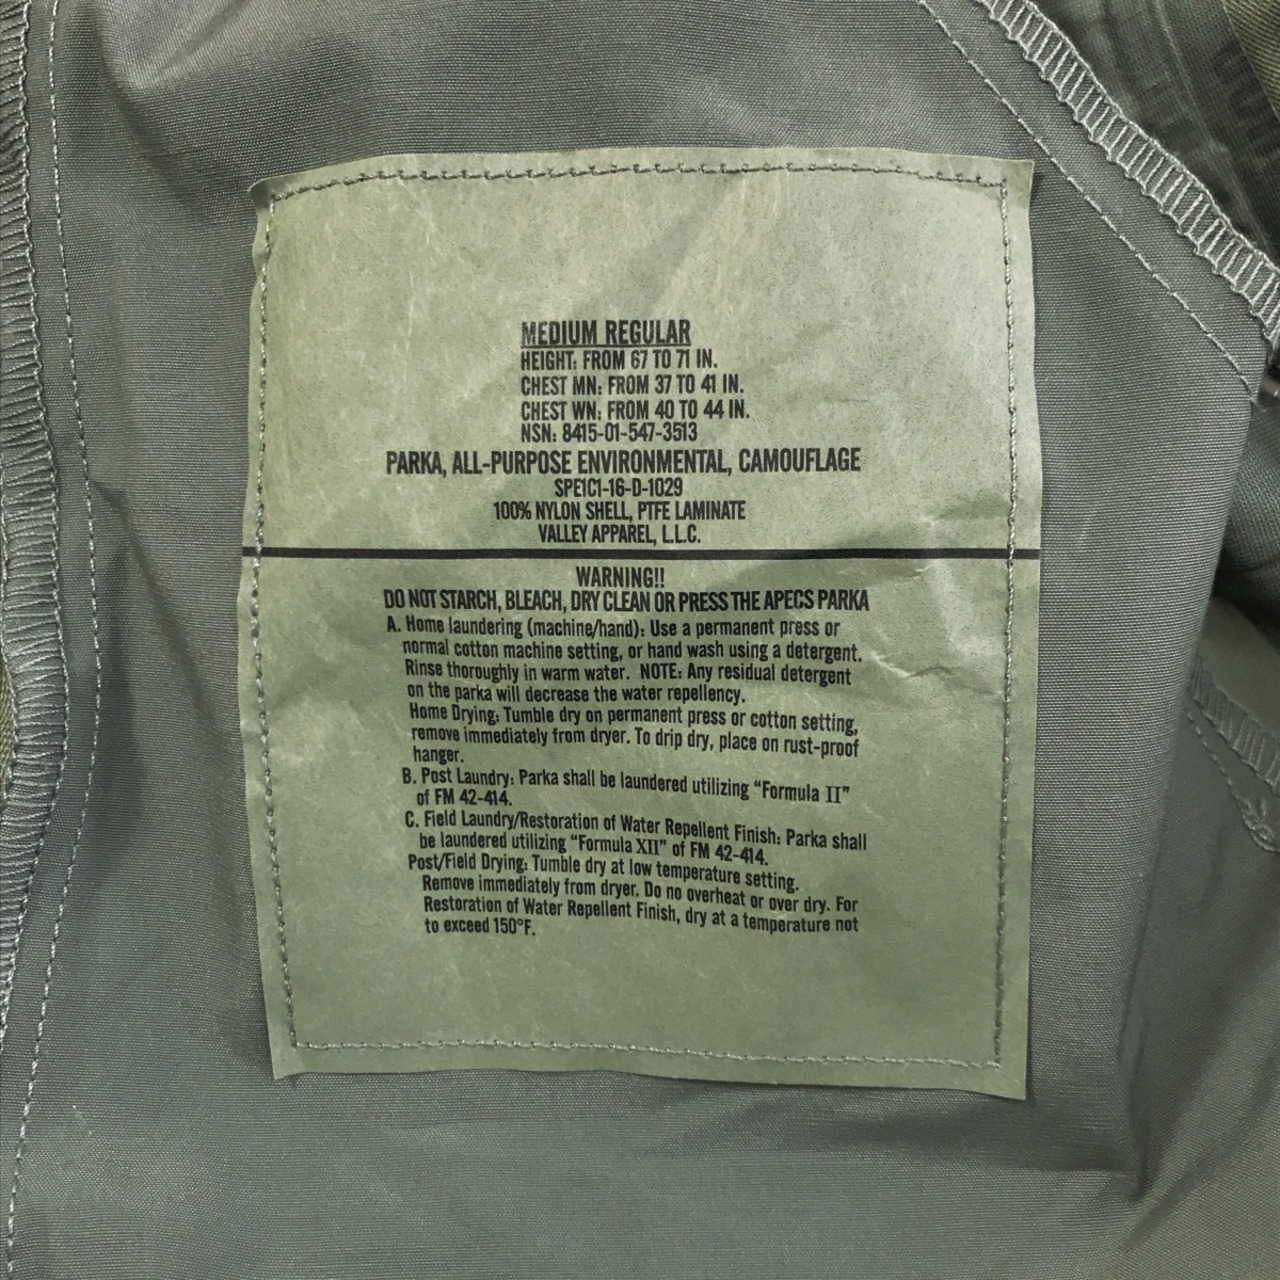 MEDIUM REGULAR
HEIGHT: FROM 67 TO 71 IN.
CHEST MN: FROM 37 TO 41 IN.
CHEST WN: FROM 40 TO 44 IN.
NSN: 8415-01-547-3513
PARKA, ALL-PURPOSE ENVIRONMENTAL, CAMOUFLAGE
SPE1C1-16-D-1029
100% NYLON SHELL, PTFE LAMINATE
VALLEY APPAREL, L.L.C.
WARNING!!
DO NOT STARCH, BLEACH, DRY CLEAN OR PRESS THE APECS PARKA
A. Home laundering (machine/hand): Use a permanent press or
normal cotton machine setting, or hand wash using a detergent.
Rinse thoroughly in warm water. NOTE: Any residual detergent
on the parka will decrease the water repellency.
Home Drying: Tumble dry on permanent press or cotton setting,
remove immediately from dryer. To drip dry, place on rust-proof
hanger.
B. Post Laundry: Parka shall be laundered utilizing “Formula II”
of FM 42-414.
C. Field Laundry/Restoration of Water Repellent Finish: Parka shall
be laundered utilizing “Formula XII” of FM 42-414.
Post/Field Drying: Tumble dry at low temperature setting.
Remove immediately from dryer. Do no overheat or over dry. For
Restoration of Water Repellent Finish, dry at a temperature not
to exceed 150°F.